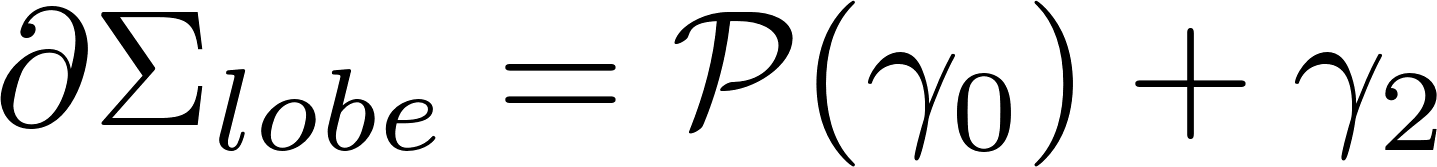 ∂Σ_{lobe} = 𝒫(γ_0) + γ_2